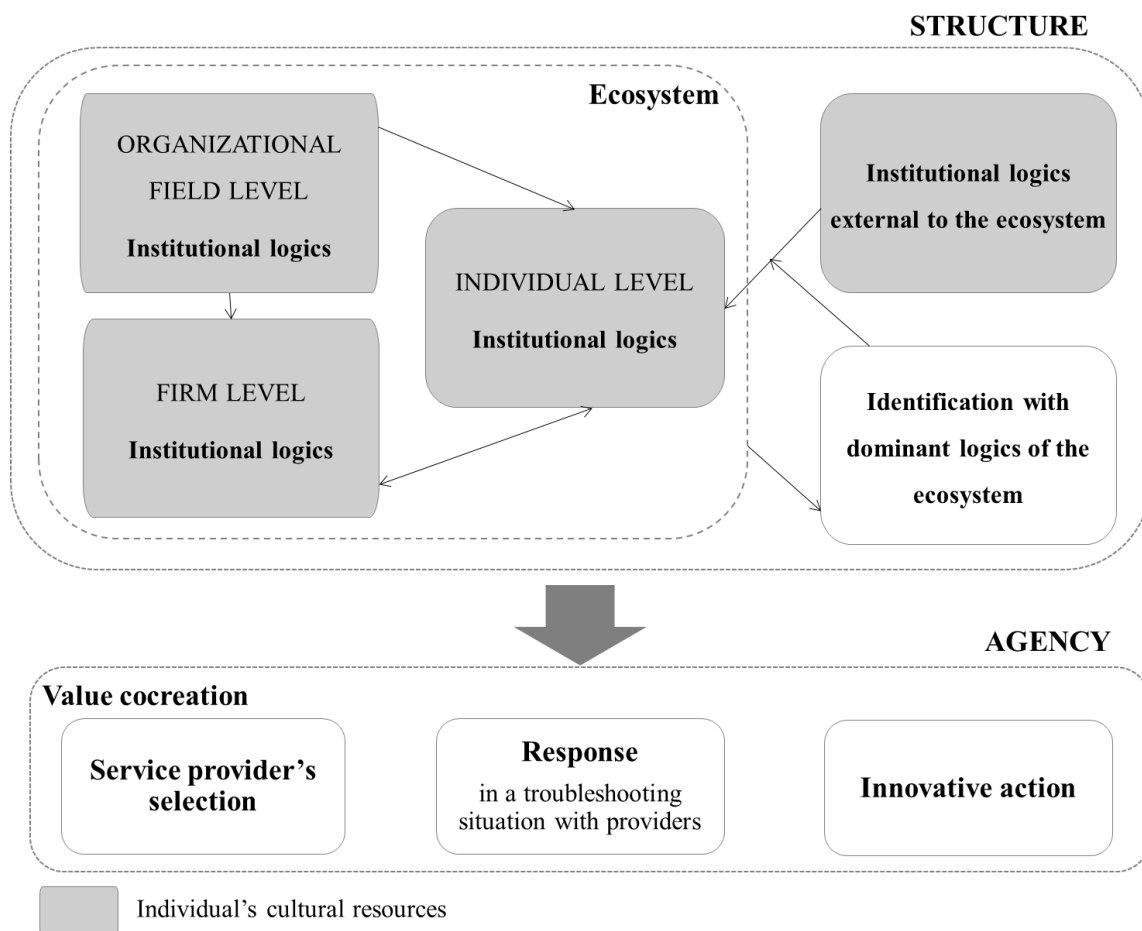 STRUCTURE
Ecosystem
ORGANIZATIONAL
FIELD LEVEL
Institutional logics
INDIVIDUAL LEVEL
Institutional logics
FIRM LEVEL
Institutional logics
Institutional logics
external to the ecosystem
Identification with
dominant logics of the
ecosystem
AGENCY
Value cocreation
Service provider’s
selection
Response
in a troubleshooting
situation with providers
Innovative action
Individual’s cultural resources